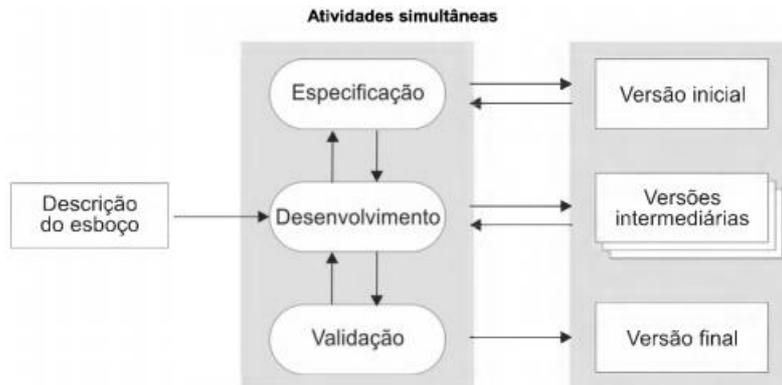 Atividades simultâneas
Especificação
Versão inicial
Descrição
do esboço
Desenvolvimento
Versões
intermediárias
Validação
Versão final